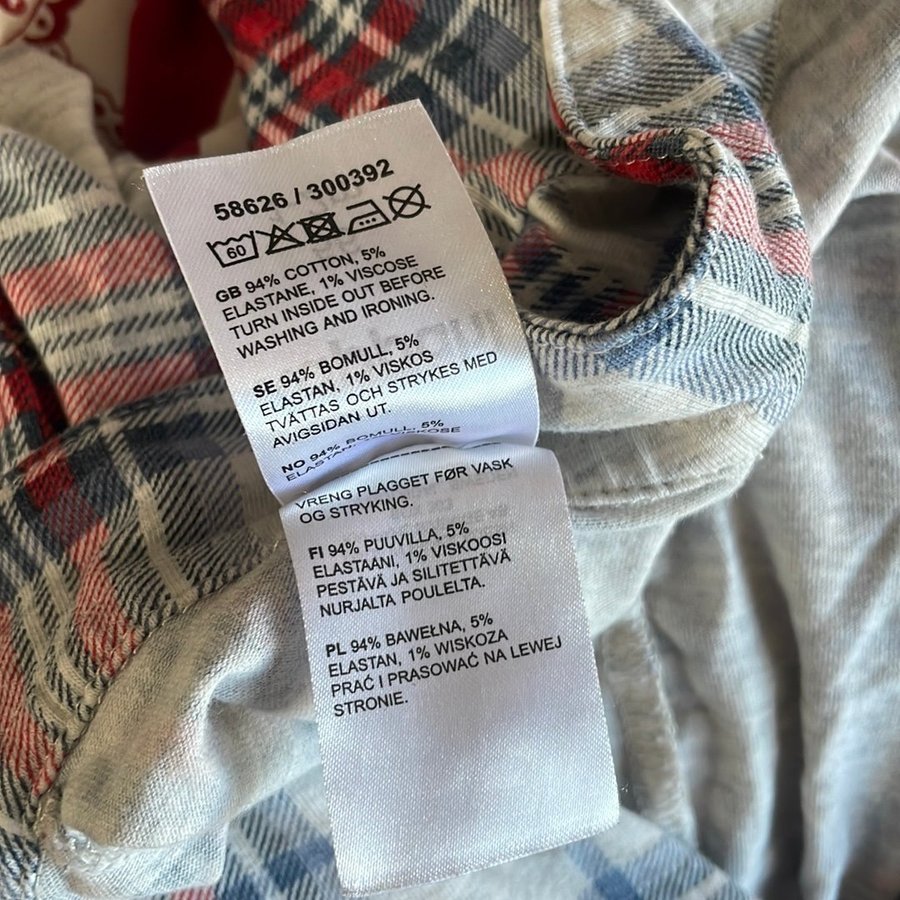 58626 / 300392
60
GB 94% COTTON, 5%
ELASTANE, 1% VISCOSE
TURN INSIDE OUT BEFORE
WASHING AND IRONING.
SE 94% BOMULL, 5%
ELASTAN, 1% VISKOS
TVÄTTAS OCH STRYKES MED
AVIGSIDAN UT.
NO 94% BOMULL, 5%
ELASTAN, VISKOSE
VRENG PLAGGET FØR VASK
OG STRYKING.
FI 94% PUUVILLA, 5%
ELASTAANI, 1% VISKOOSI
PESTÄVÄ JA SILITETTÄVÄ
NURJALTA POULELTA.
PL 94% BAWEŁNA, 5%
ELASTAN, 1% WISKOZA
PRAĆ I PRASOWAĆ NA LEWEJ
STRONIE.